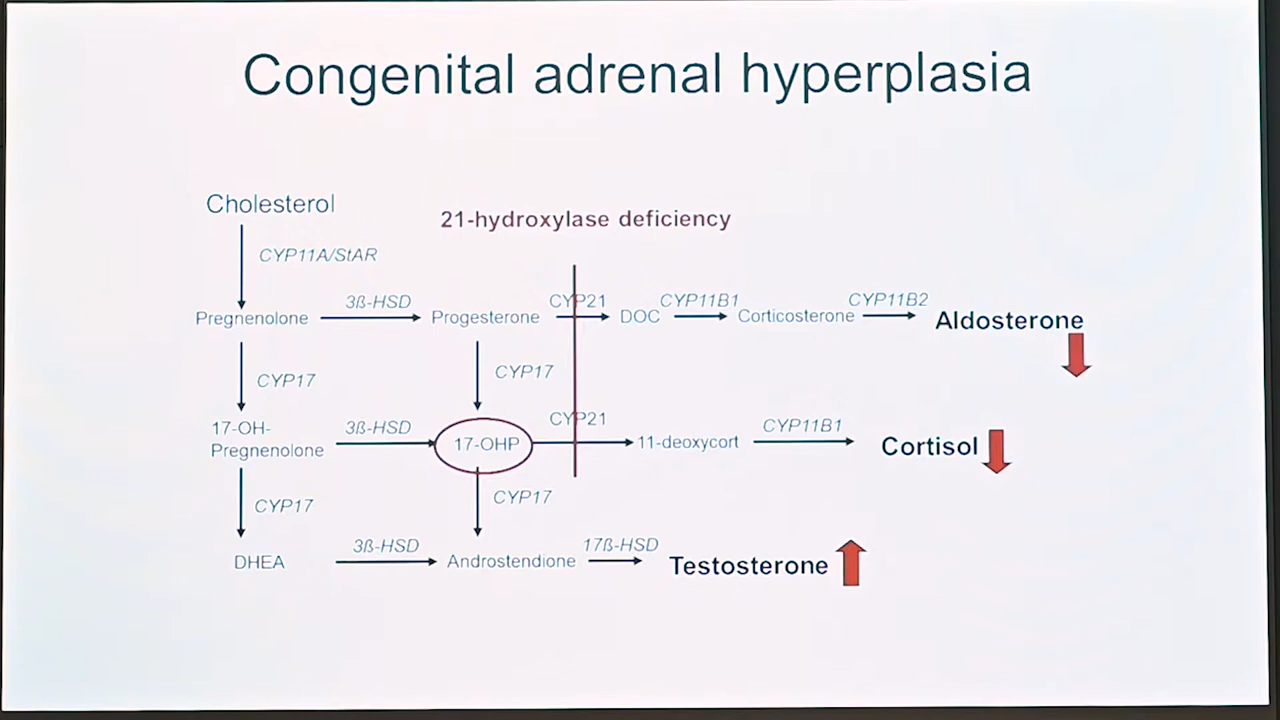 Congenital adrenal hyperplasia
Cholesterol
21-hydroxylase deficiency
CYP11A/StAR
3ß-HSD
CYP21
CYP11B1
CYP11B2
Pregnenolone
Progesterone
DOC
Corticosterone
Aldosterone
CYP17
CYP17
17-OH-
Pregnenolone
3ß-HSD
17-OHP
CYP21
11-deoxycort
CYP11B1
Cortisol
CYP17
CYP17
DHEA
3ß-HSD
Androstendione
17ß-HSD
Testosterone